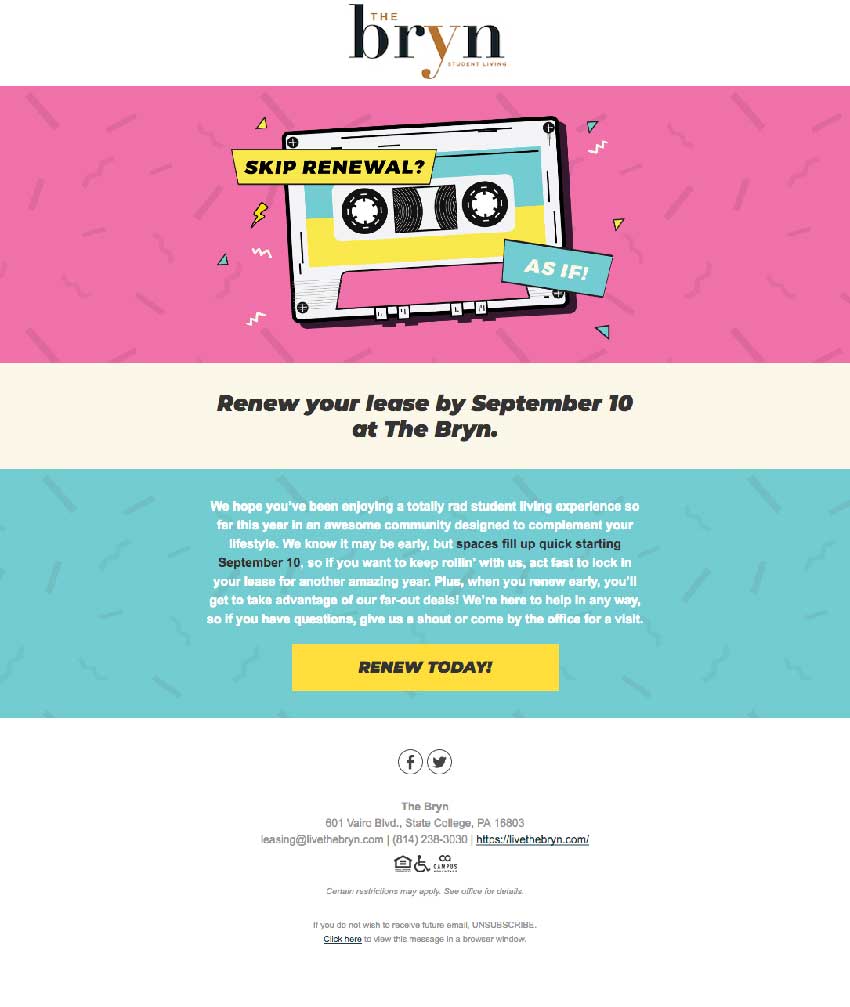 THE
bryn
STUDENT LIVING
SKIP RENEWAL?
AS IF!
Renew your lease by September 10
at The Bryn.
We hope you've been enjoying a totally rad student living experience so
far this year in an awesome community designed to complement your
lifestyle. We know it may be early, but spaces fill up quick starting
September 10, so if you want to keep rollin' with us, act fast to lock in
your lease for another amazing year. Plus, when you renew early, you'll
get to take advantage of our far-out deals! We're here to help in any way,
so if you have questions, give us a shout or come by the office for a visit.
RENEW TODAY!
The Bryn
601 Vairo Blvd., State College, PA 16803
leasing@livethebryn.com | (814) 238-3030 | https://livethebryn.com/
CAMPUS
Certain restrictions may apply. See office for details.
If you do not wish to receive future email, UNSUBSCRIBE.
Click here to view this message in a browser window.